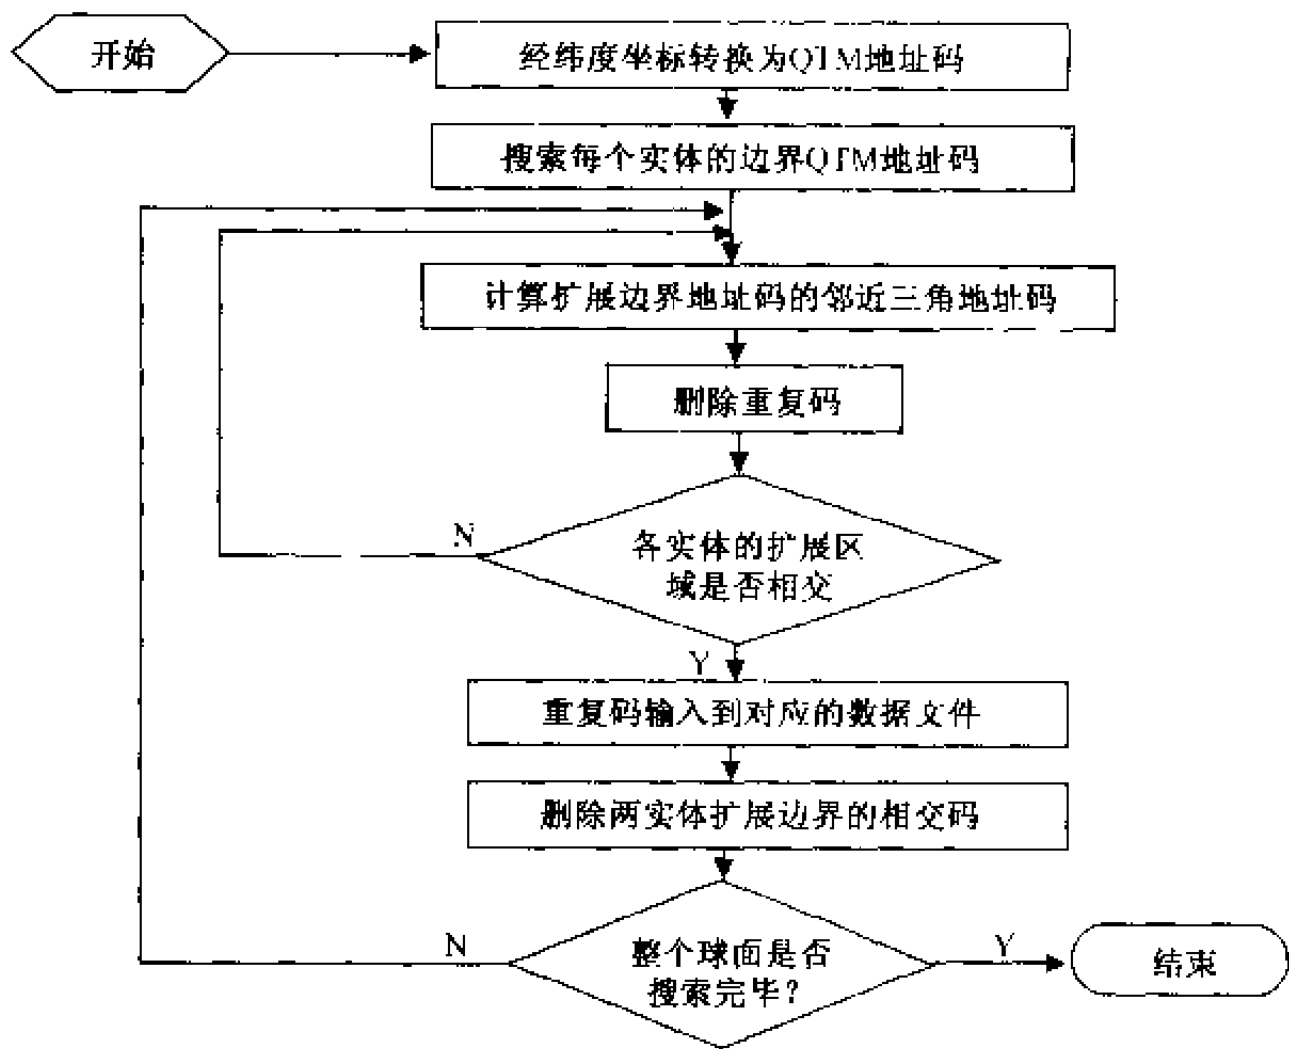 开始
经纬度坐标转换为QTM地址码
搜索每个实体的边界QTM地址码
计算扩展边界地址码的邻近三角地址码
删除重复码
N
各实体的扩展区
域是否相交
Y
重复码输入到对应的数据文件
删除两实体扩展边界的相交码
N
整个球面是否
搜索完毕?
Y
结束